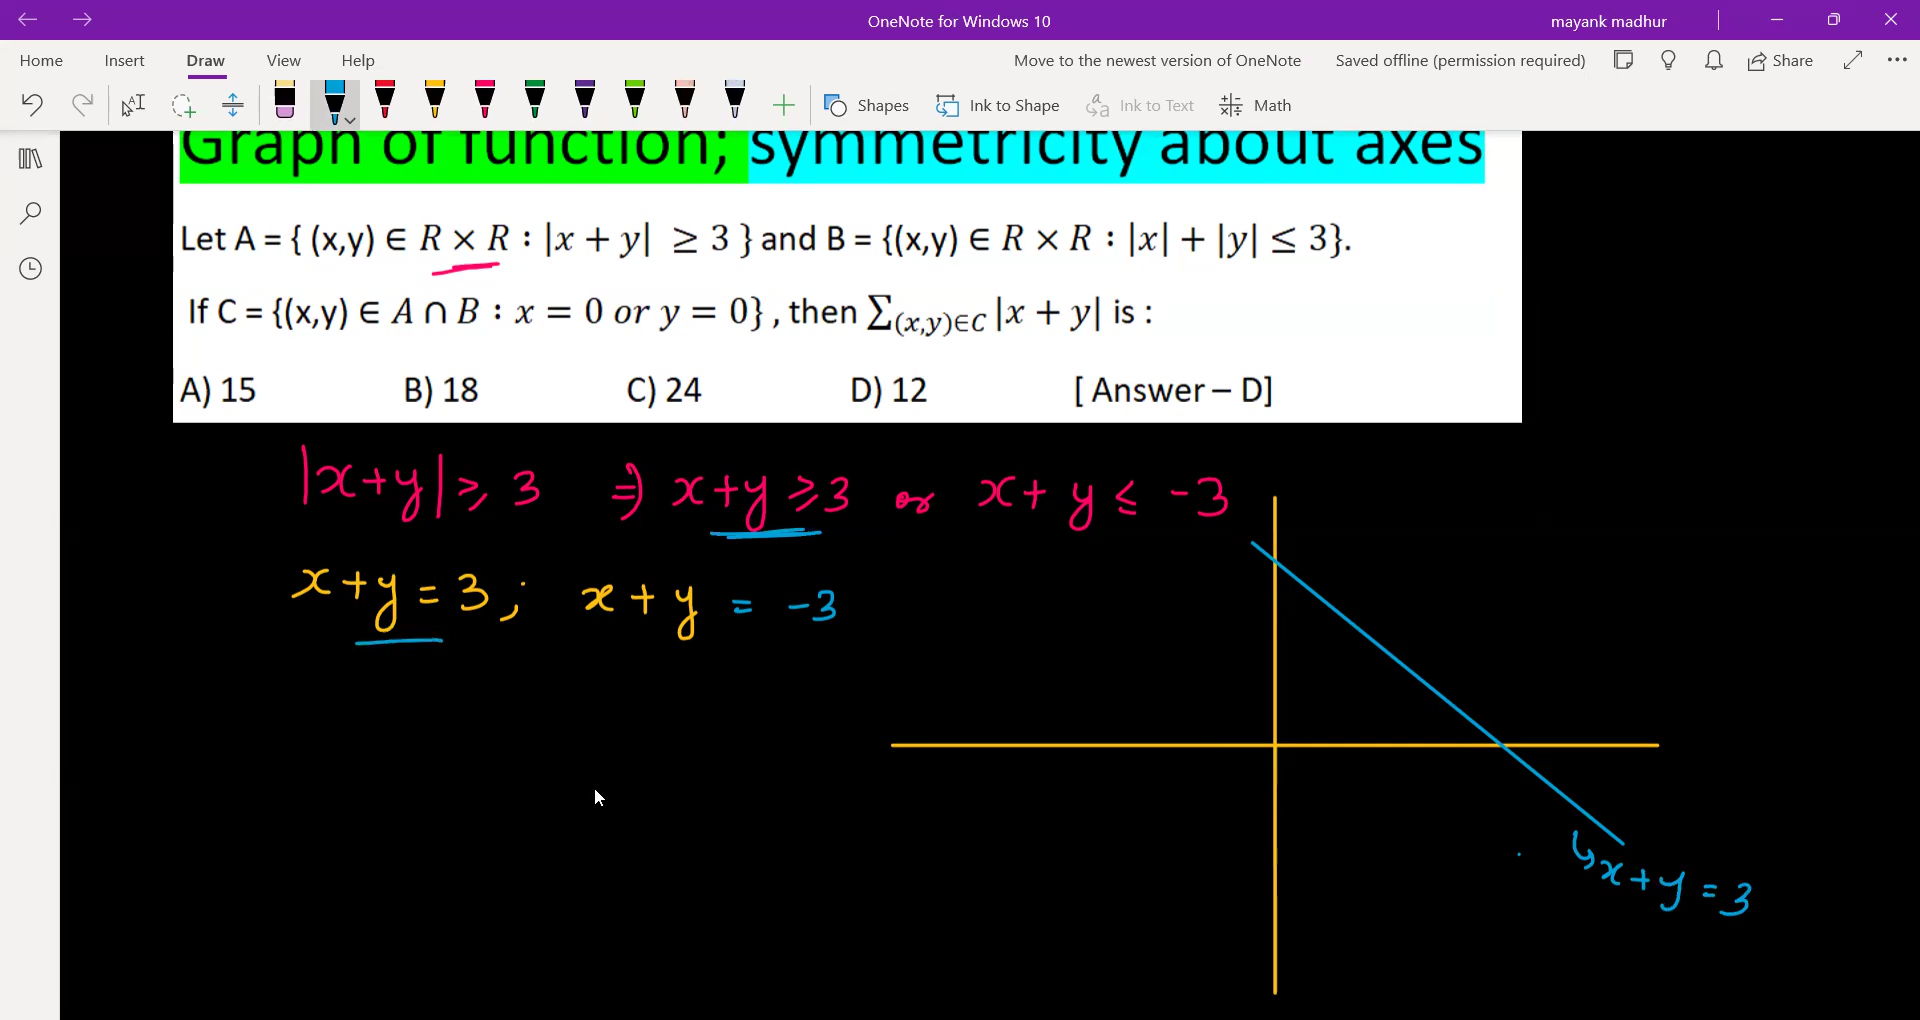 OneNote for Windows 10
mayank madhur
Home Insert Draw View Help
Move to the newest version of OneNote Saved offline (permission required) Share
Shapes Ink to Shape Ink to Text Math
Graph of function; symmetricity about axes
Let A = { (x,y) ∈ R × R : |x + y| ≥ 3 } and B = {(x,y) ∈ R × R : |x| + |y| ≤ 3}.
If C = {(x,y) ∈ A ∩ B : x = 0 or y = 0} , then ∑(x,y)∈C |x + y| is :
A) 15 B) 18 C) 24 D) 12 [ Answer – D]
|x+y| ≥ 3 ⇒ x+y ≥ 3 or x+y ≤ -3
x+y = 3 ; x+y = -3
↳ x+y = 3